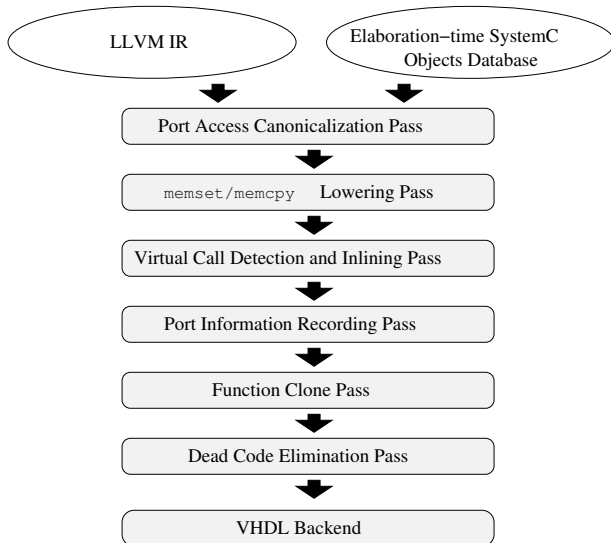 LLVM IR
Elaboration−time SystemC
Objects Database
Port Access Canonicalization Pass
memset/memcpy Lowering Pass
Virtual Call Detection and Inlining Pass
Port Information Recording Pass
Function Clone Pass
Dead Code Elimination Pass
VHDL Backend